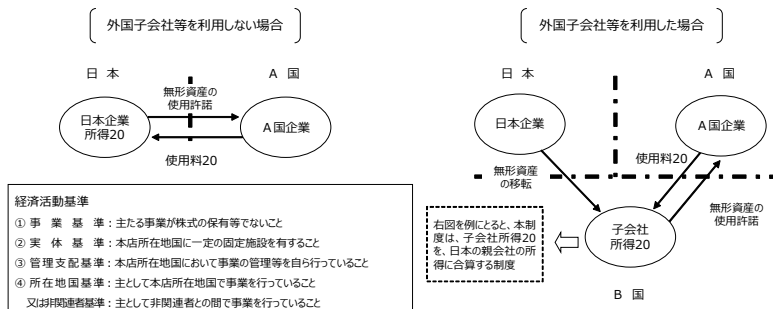 外国子会社等を利用しない場合
日 本
A 国
無形資産の
使用許諾
日本企業
所得20
A国企業
使用料20
経済活動基準
① 事 業 基 準：主たる事業が株式の保有等でないこと
② 実 体 基 準：本店所在地国に一定の固定施設を有すること
③ 管理支配基準：本店所在地国において事業の管理等を自ら行っていること
④ 所在地国基準：主として本店所在地国で事業を行っていること
又は非関連者基準：主として非関連者との間で事業を行っていること
外国子会社等を利用した場合
日 本
A 国
日本企業
A国企業
使用料20
無形資産
の移転
無形資産の
使用許諾
右図を例にとると、本制
度は、子会社所得20
を、日本の親会社の所
得に合算する制度
子会社
所得20
B 国